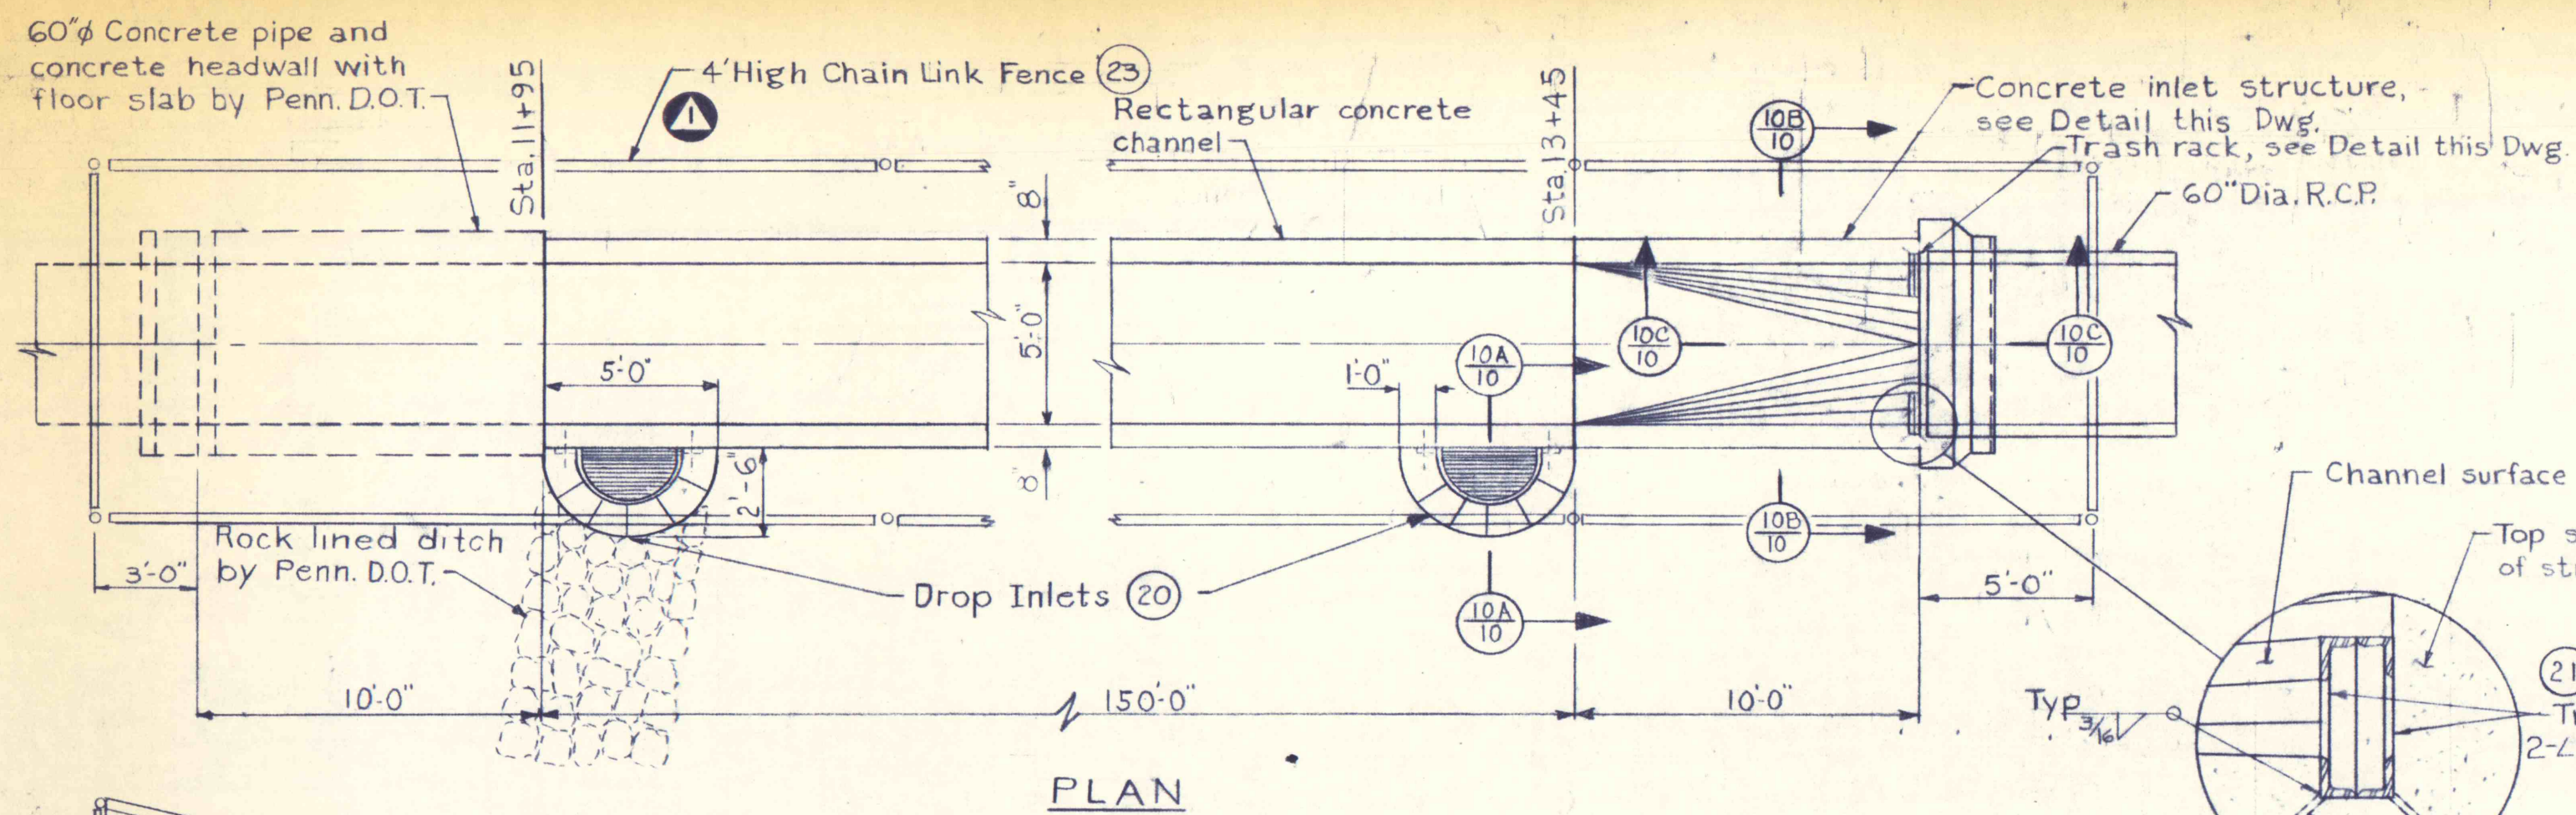 60"ϕ Concrete pipe and
concrete headwall with
floor slab by Penn. D.O.T.
Sta. 11+95
4' High Chain Link Fence 23
1
Rectangular concrete
channel
Sta. 13+45
10B
10
Concrete inlet structure,
see Detail this Dwg.
Trash rack, see Detail this Dwg.
60" Dia. R.C.P.
8"
5'-0"
8"
5'-0"
2'-6"
1'-0"
10A
10
10C
10
10C
10
Channel surface
Top s
of st
Rock lined ditch
by Penn. D.O.T.
3'-0"
Drop Inlets 20
10A
10
10B
10
5'-0"
10'-0"
150'-0"
10'-0"
Typ
3/16
21
2-L
PLAN